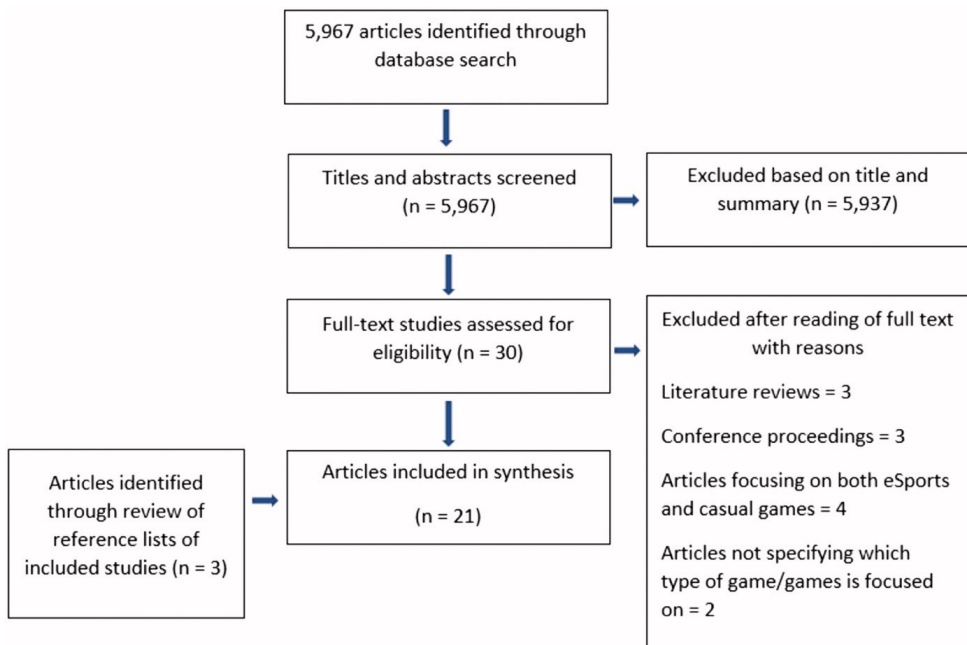 5,967 articles identified through
database search
Titles and abstracts screened
(n = 5,967)
Excluded based on title and
summary (n = 5,937)
Full-text studies assessed for
eligibility (n = 30)
Excluded after reading of full text
with reasons
Literature reviews = 3
Conference proceedings = 3
Articles focusing on both eSports
and casual games = 4
Articles not specifying which
type of game/games is focused
on = 2
Articles identified
through review of
reference lists of
included studies (n = 3)
Articles included in synthesis
(n = 21)